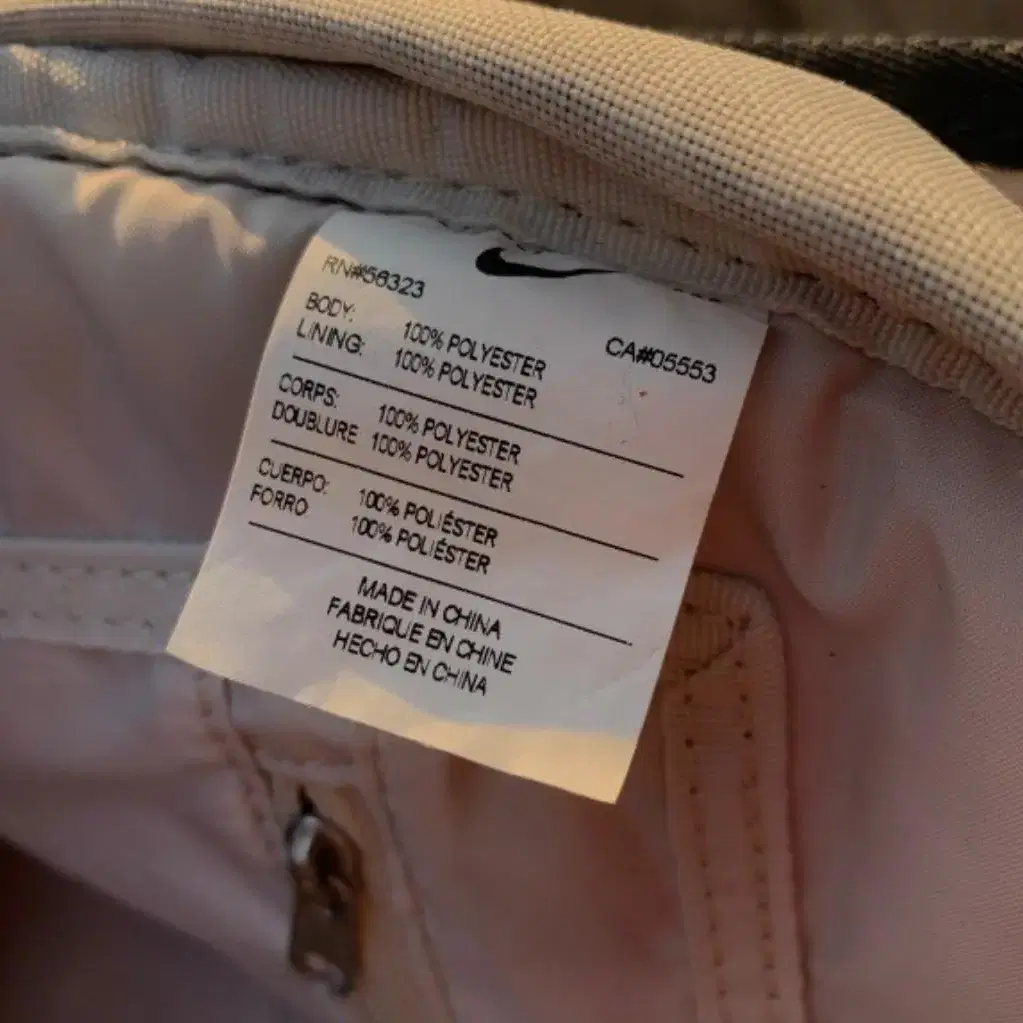 RN#56323
CA#05553
BODY: 100% POLYESTER
LINING: 100% POLYESTER
CORPS: 100% POLYESTER
DOUBLURE 100% POLYESTER
CUERPO: 100% POLIÉSTER
FORRO 100% POLIÉSTER
MADE IN CHINA
FABRIQUE EN CHINE
HECHO EN CHINA